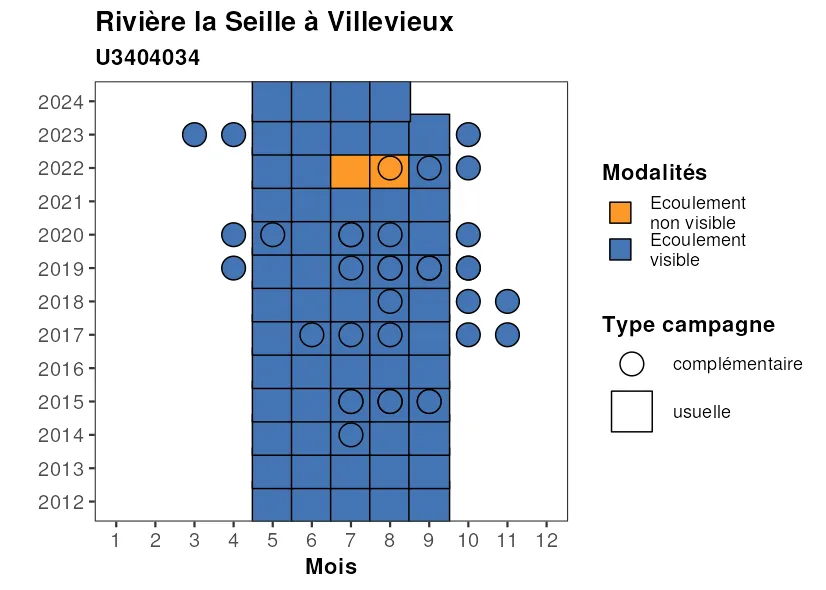 Rivière la Seille à Villevieux
U3404034
2024
2023
2022
2021
2020
2019
2018
2017
2016
2015
2014
2013
2012
1 2 3 4 5 6 7 8 9 10 11 12
Mois
Modalités
Ecoulement
non visible
Ecoulement
visible
Type campagne
complémentaire
usuelle